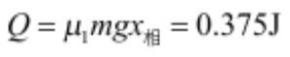 Q = μ₁mgx相 = 0.375J